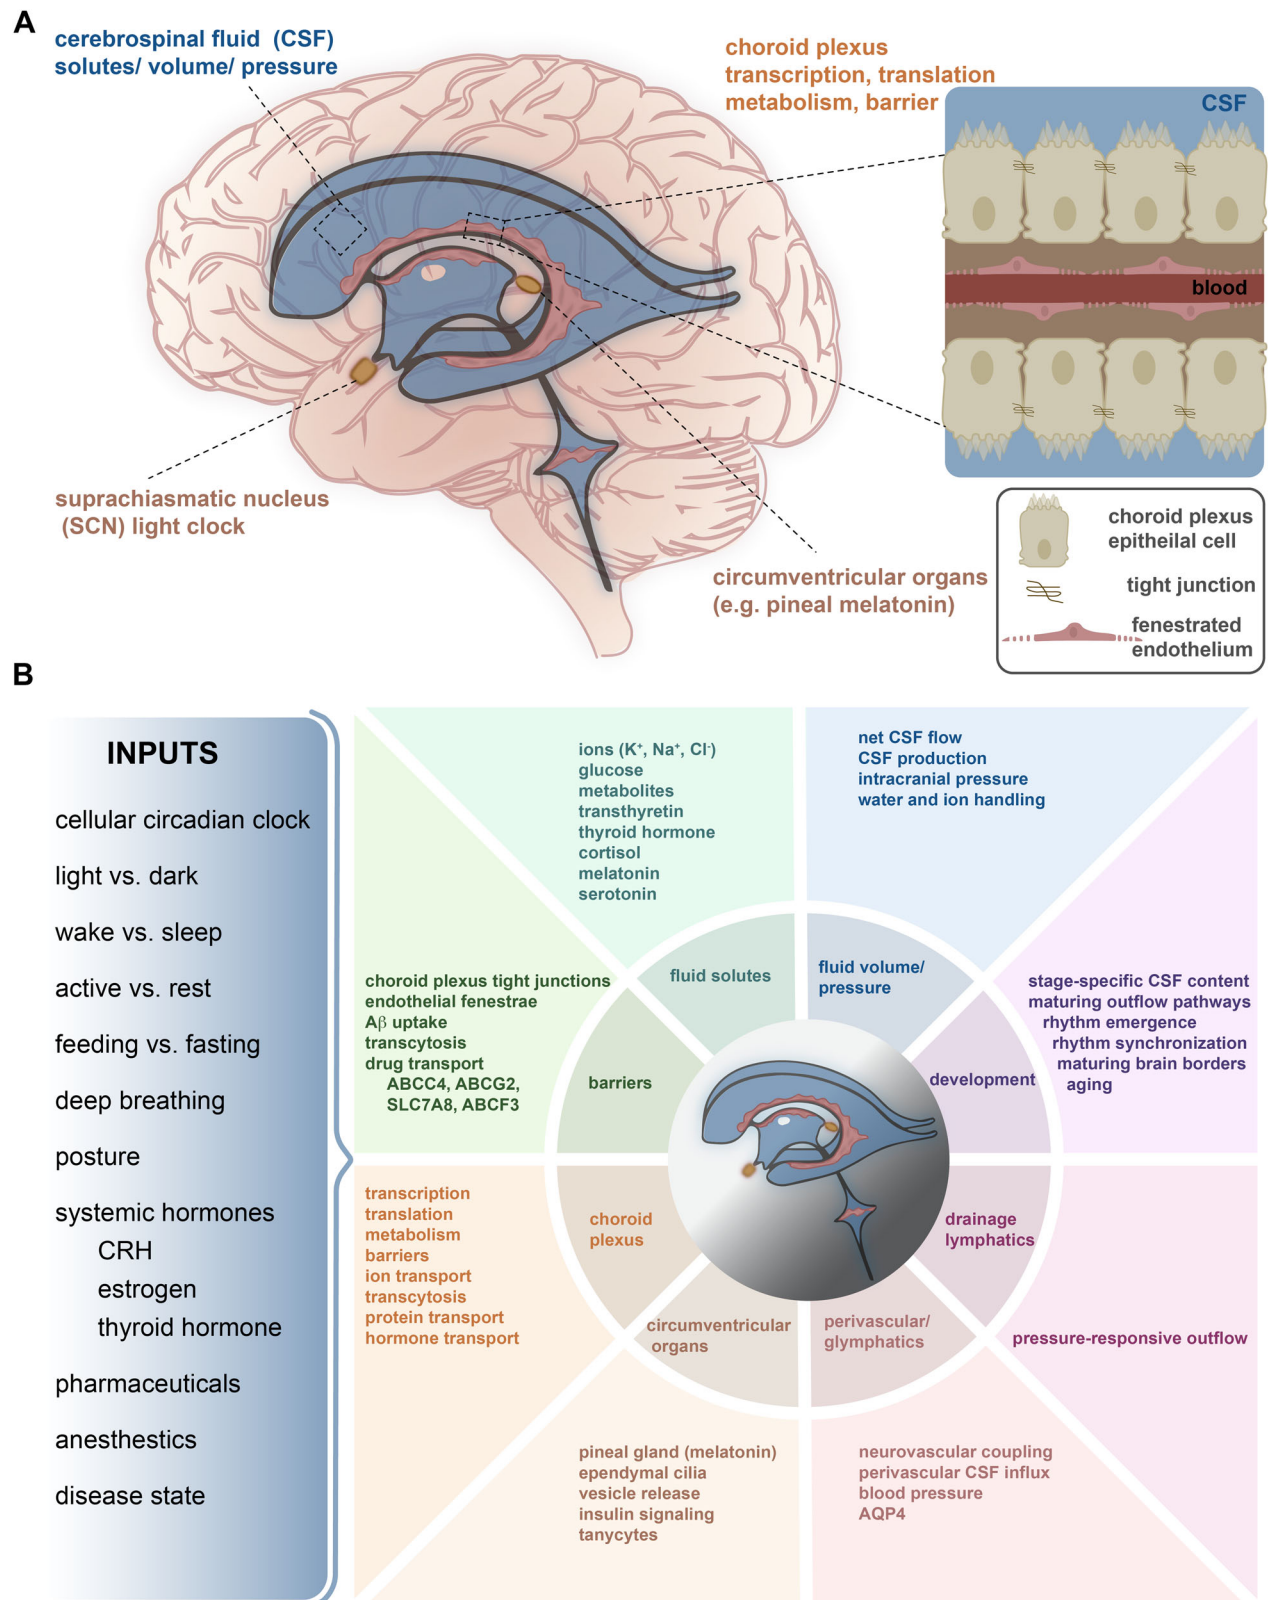 A
cerebrospinal fluid (CSF)
solutes/ volume/ pressure
choroid plexus
transcription, translation
metabolism, barrier
CSF
blood
suprachiasmatic nucleus
(SCN) light clock
circumventricular organs
(e.g. pineal melatonin)
choroid plexus
epitheilal cell
tight junction
fenestrated
endothelium
B
INPUTS
cellular circadian clock
light vs. dark
wake vs. sleep
active vs. rest
feeding vs. fasting
deep breathing
posture
systemic hormones
CRH
estrogen
thyroid hormone
pharmaceuticals
anesthestics
disease state
ions (K⁺, Na⁺, Cl⁻)
glucose
metabolites
transthyretin
thyroid hormone
cortisol
melatonin
serotonin
net CSF flow
CSF production
intracranial pressure
water and ion handling
choroid plexus tight junctions
endothelial fenestrae
Aβ uptake
transcytosis
drug transport
ABCC4, ABCG2,
SLC7A8, ABCF3
fluid solutes
fluid volume/
pressure
stage-specific CSF content
maturing outflow pathways
rhythm emergence
rhythm synchronization
maturing brain borders
aging
barriers
development
transcription
translation
metabolism
barriers
ion transport
transcytosis
protein transport
hormone transport
choroid
plexus
drainage
lymphatics
circumventricular
organs
perivascular/
glymphatics
pressure-responsive outflow
pineal gland (melatonin)
ependymal cilia
vesicle release
insulin signaling
tanycytes
neurovascular coupling
perivascular CSF influx
blood pressure
AQP4